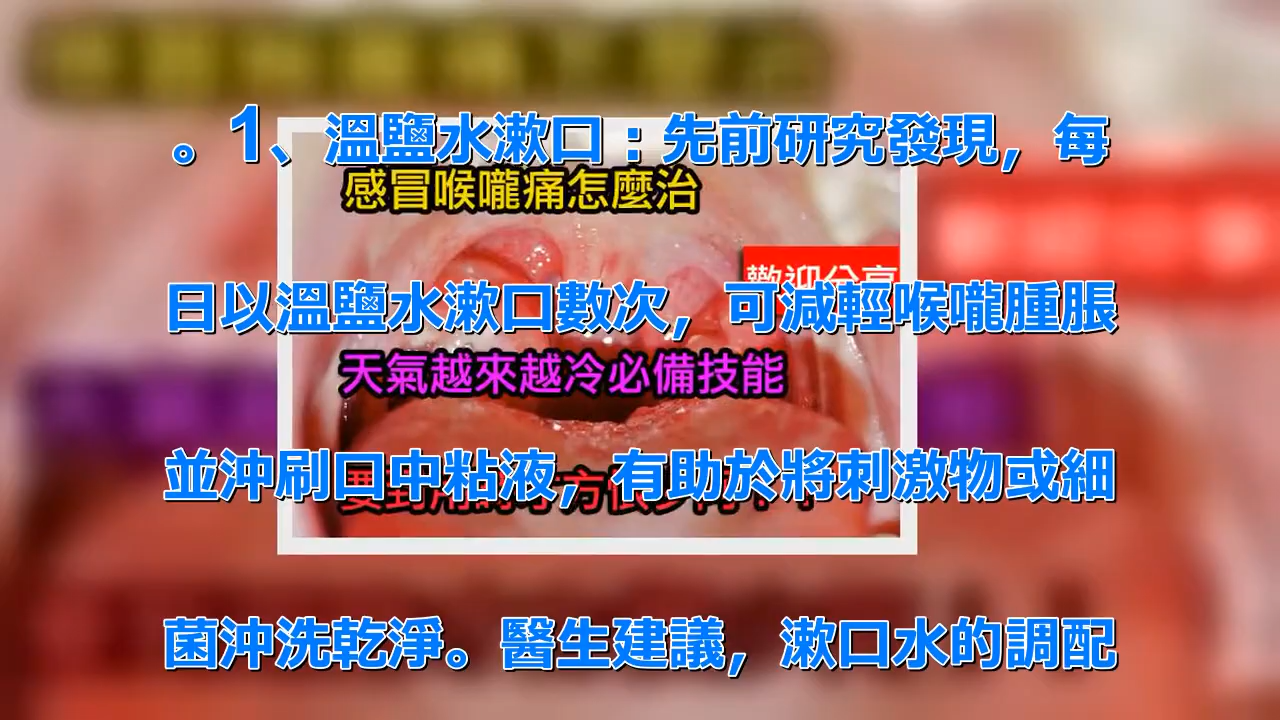 。1、溫鹽水漱口：先前研究發現，每
感冒喉嚨痛怎麼治
歡迎分享
日以溫鹽水漱口數次，可減輕喉嚨腫脹
天氣越來越冷必備技能
並沖刷口中粘液，有助於將刺激物或細
菌沖洗乾淨。醫生建議，漱口水的調配